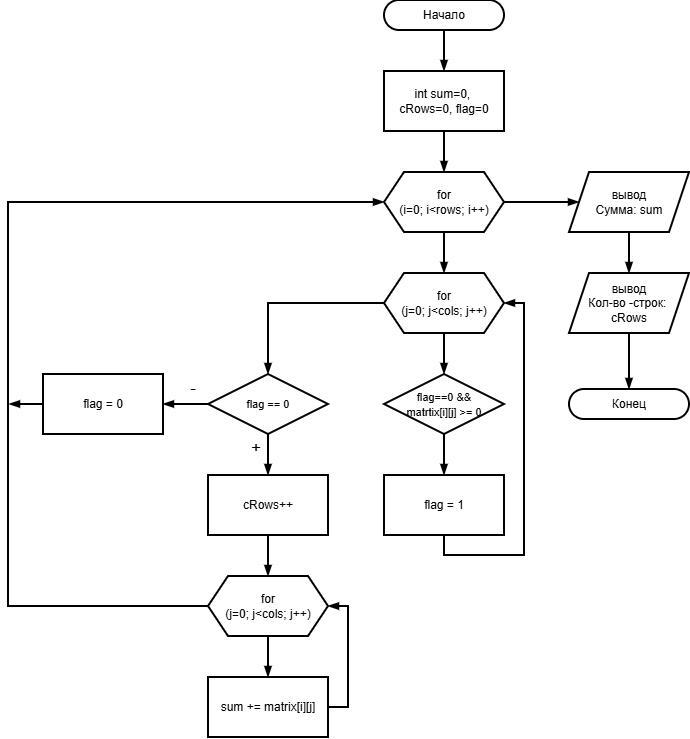 Начало
int sum=0,
cRows=0, flag=0
for
(i=0; i<rows; i++)
вывод
Сумма: sum
for
(j=0; j<cols; j++)
вывод
Кол-во -строк:
cRows
flag = 0
-
flag == 0
flag==0 &&
matrtix[i][j] >= 0
Конец
+
cRows++
flag = 1
for
(j=0; j<cols; j++)
sum += matrix[i][j]